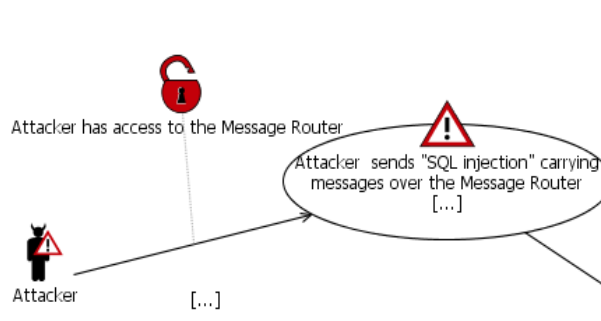 Attacker has access to the Message Router
Attacker sends "SQL injection" carrying
messages over the Message Router
[...]
Attacker
[...]